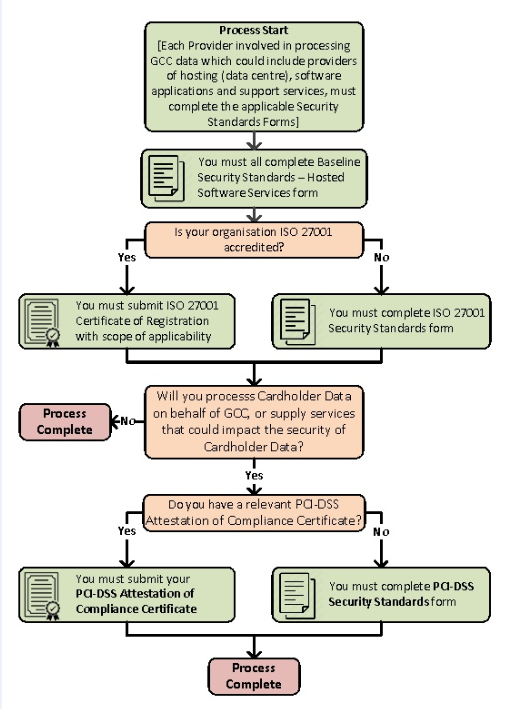 Process Start
[Each Provider involved in processing
GCC data which could include providers
of hosting (data centre), software
applications and support services, must
complete the applicable Security
Standards Forms]
You must all complete Baseline
Security Standards – Hosted
Software Services form
Is your organisation ISO 27001
accredited?
Yes
No
You must submit ISO 27001
Certificate of Registration
with scope of applicability
You must complete ISO 27001
Security Standards form
Will you processs Cardholder Data
on behalf of GCC, or supply services
that could impact the security of
Cardholder Data?
No
Process
Complete
Yes
Do you have a relevant PCI-DSS
Attestation of Compliance Certificate?
Yes
No
You must submit your
PCI-DSS Attestation of
Compliance Certificate
You must complete PCI-DSS
Security Standards form
Process
Complete